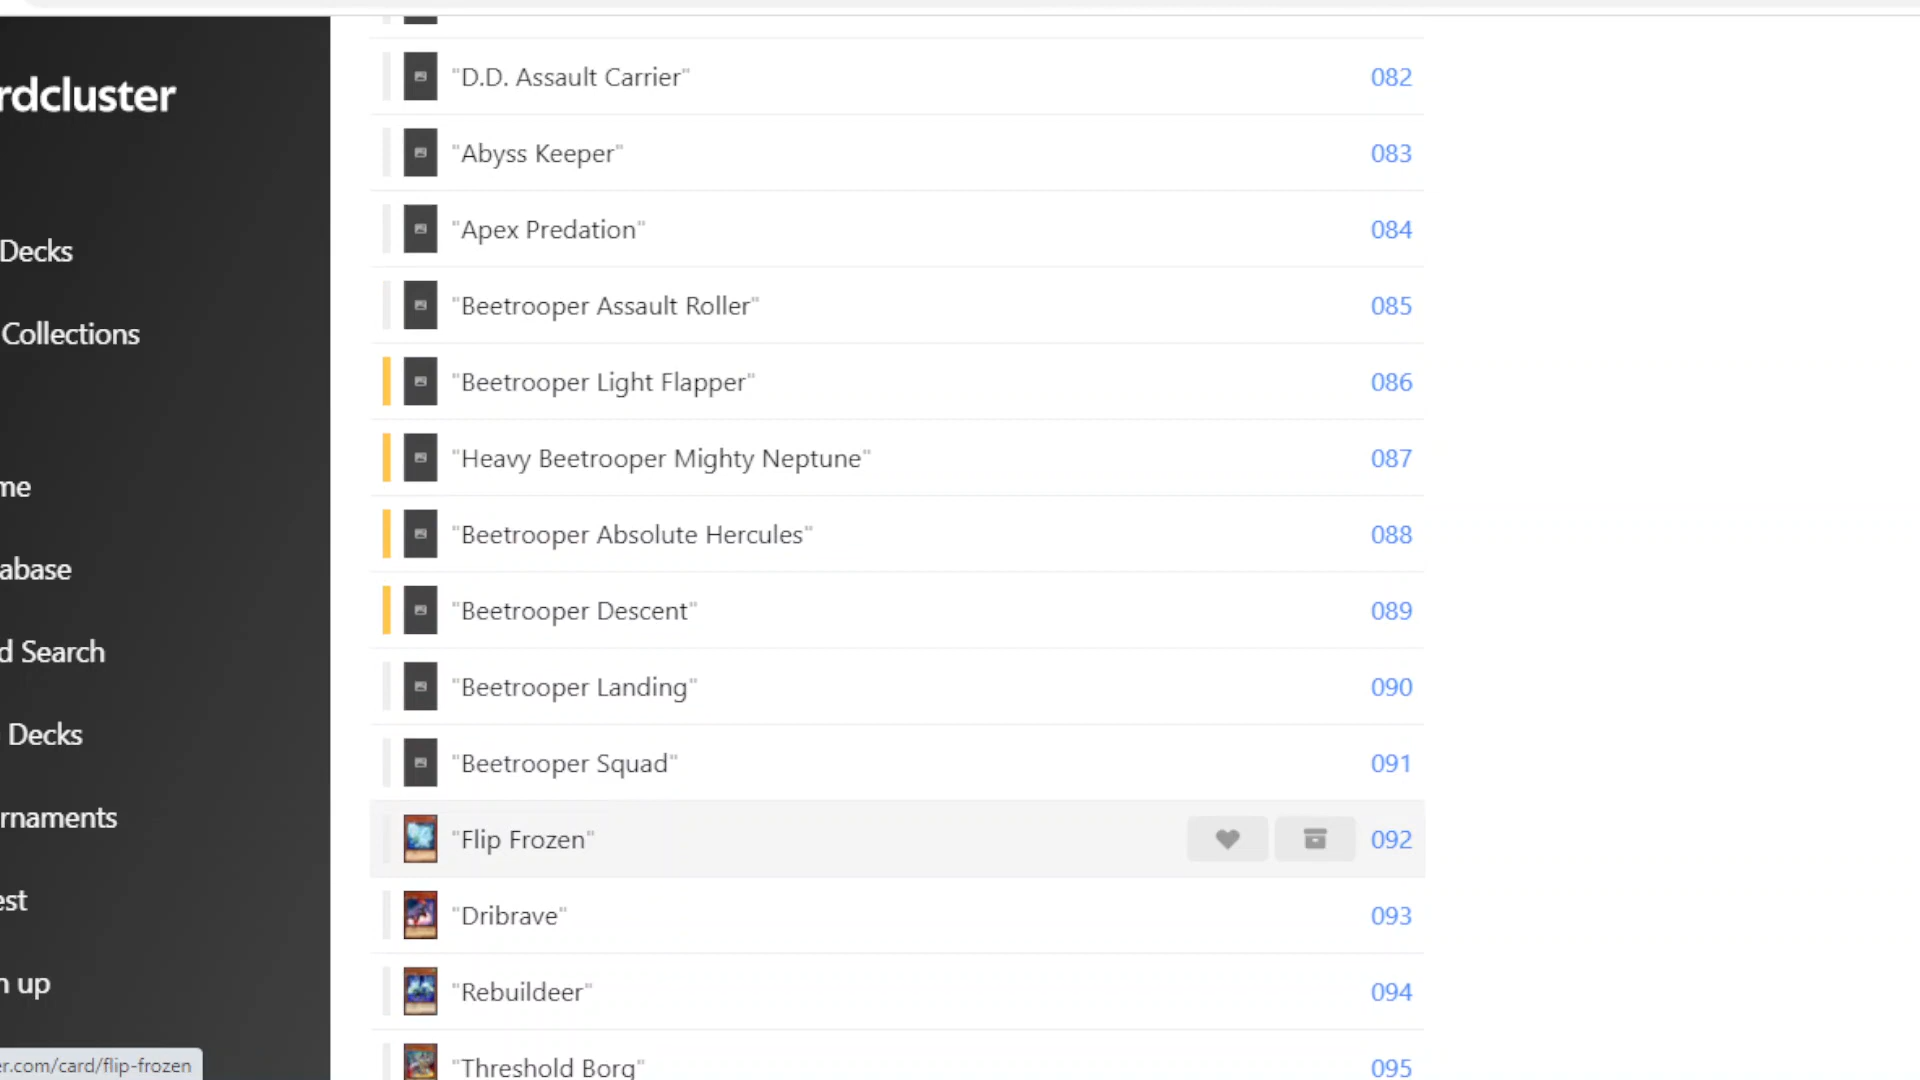 rdcluster
Decks
Collections
me
abase
d Search
Decks
rnaments
est
n up
er.com/card/flip-frozen
"D.D. Assault Carrier" 082
"Abyss Keeper" 083
"Apex Predation" 084
"Beetrooper Assault Roller" 085
"Beetrooper Light Flapper" 086
"Heavy Beetrooper Mighty Neptune" 087
"Beetrooper Absolute Hercules" 088
"Beetrooper Descent" 089
"Beetrooper Landing" 090
"Beetrooper Squad" 091
"Flip Frozen" 092
"Dribrave" 093
"Rebuildeer" 094
"Threshold Borg" 095